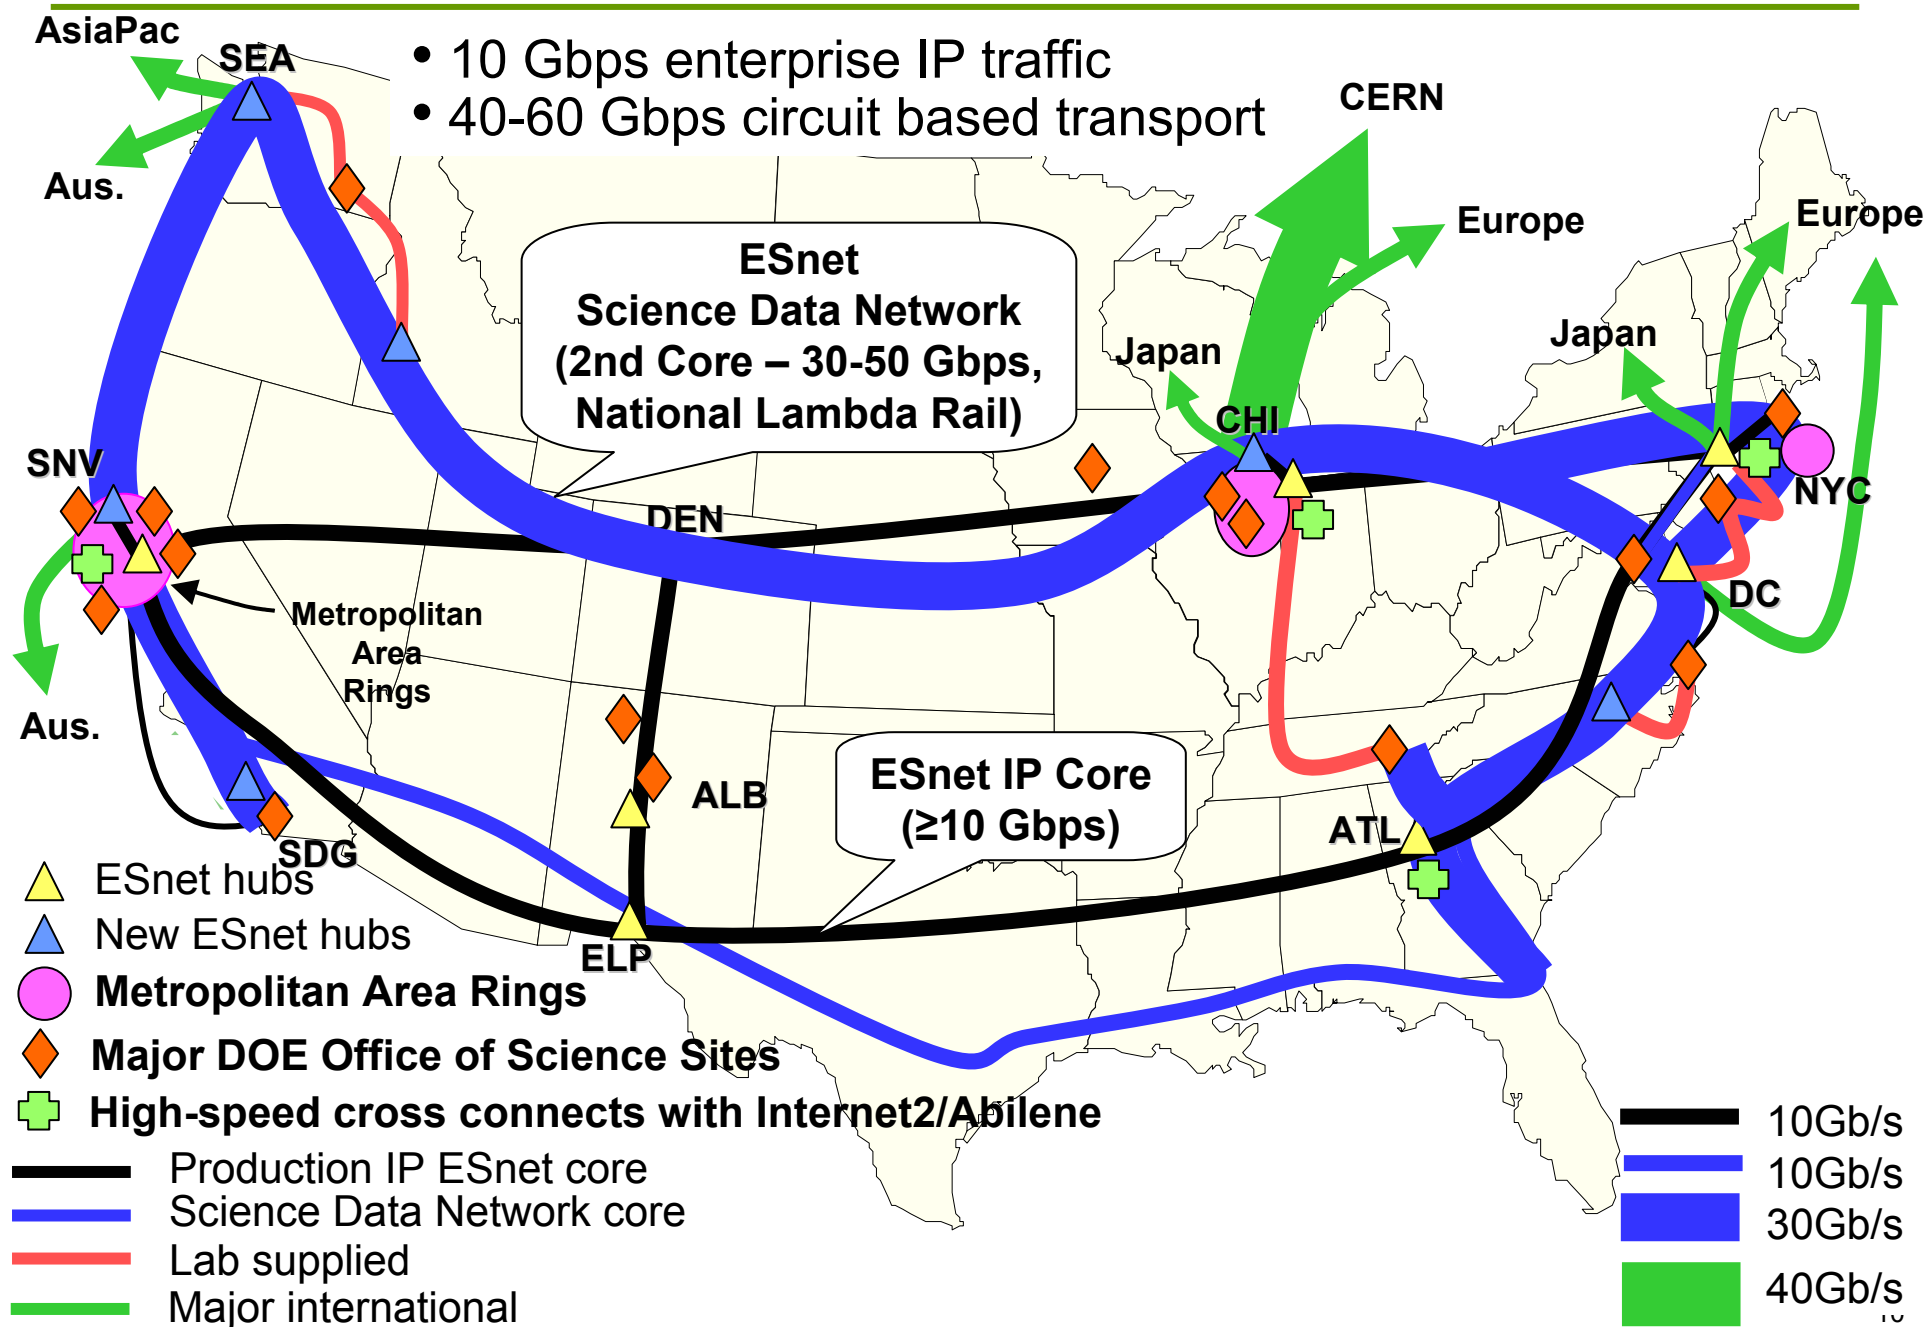 AsiaPac
SEA
• 10 Gbps enterprise IP traffic
• 40-60 Gbps circuit based transport
CERN
Aus.
Europe
Europe
ESnet
Science Data Network
(2nd Core – 30-50 Gbps,
National Lambda Rail)
Japan
Japan
CHI
SNV
NYC
DEN
DC
Metropolitan
Area
Rings
Aus.
ALB
ESnet IP Core
(≥10 Gbps)
ATL
SDG
ELP
ESnet hubs
New ESnet hubs
Metropolitan Area Rings
Major DOE Office of Science Sites
High-speed cross connects with Internet2/Abilene
Production IP ESnet core
Science Data Network core
Lab supplied
Major international
10Gb/s
10Gb/s
30Gb/s
40Gb/s